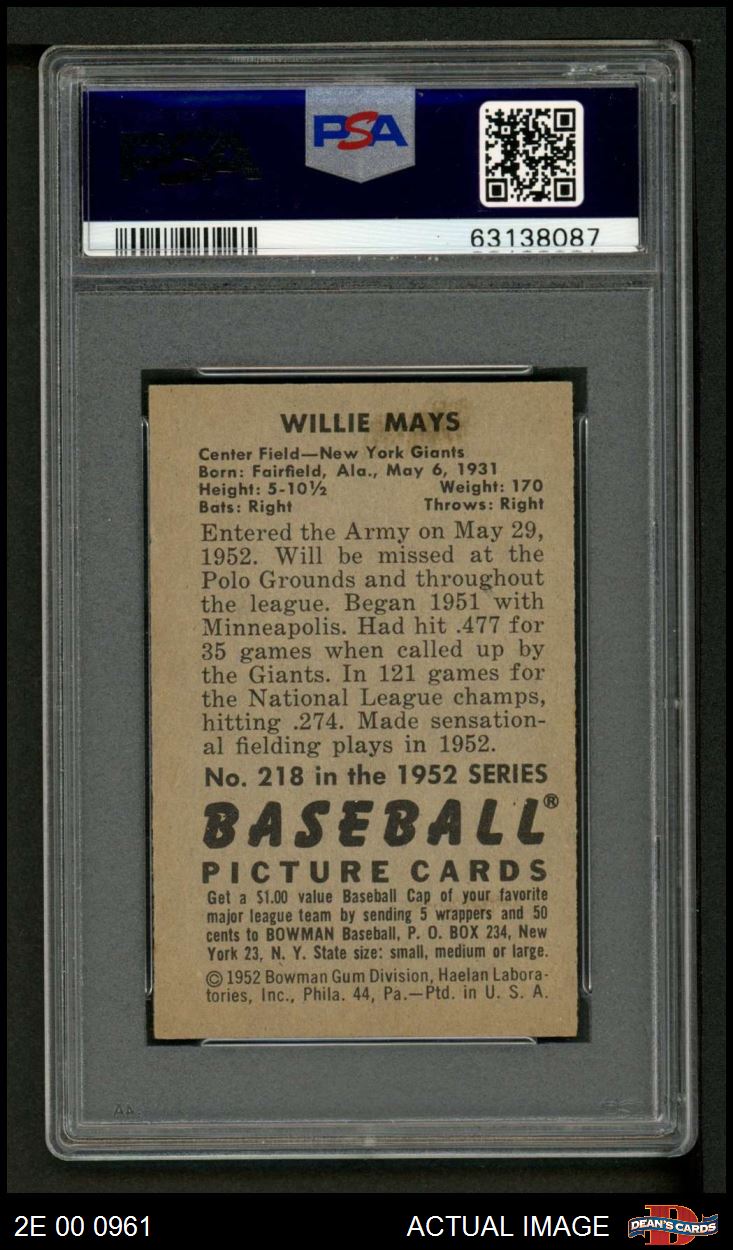 PSA
63138087
WILLIE MAYS
Center Field—New York Giants
Born: Fairfield, Ala., May 6, 1931
Height: 5-10½ Weight: 170
Bats: Right Throws: Right
Entered the Army on May 29,
1952. Will be missed at the
Polo Grounds and throughout
the league. Began 1951 with
Minneapolis. Had hit .477 for
35 games when called up by
the Giants. In 121 games for
the National League champs,
hitting .274. Made sensation-
al fielding plays in 1952.
No. 218 in the 1952 SERIES
BASEBALL®
PICTURE CARDS
Get a $1.00 value Baseball Cap of your favorite
major league team by sending 5 wrappers and 50
cents to BOWMAN Baseball, P. O. BOX 234, New
York 23, N. Y. State size: small, medium or large.
© 1952 Bowman Gum Division, Haelan Labora-
tories, Inc., Phila. 44, Pa.—Ptd. in U. S. A.
2E 00 0961 ACTUAL IMAGE DEAN'S CARDS